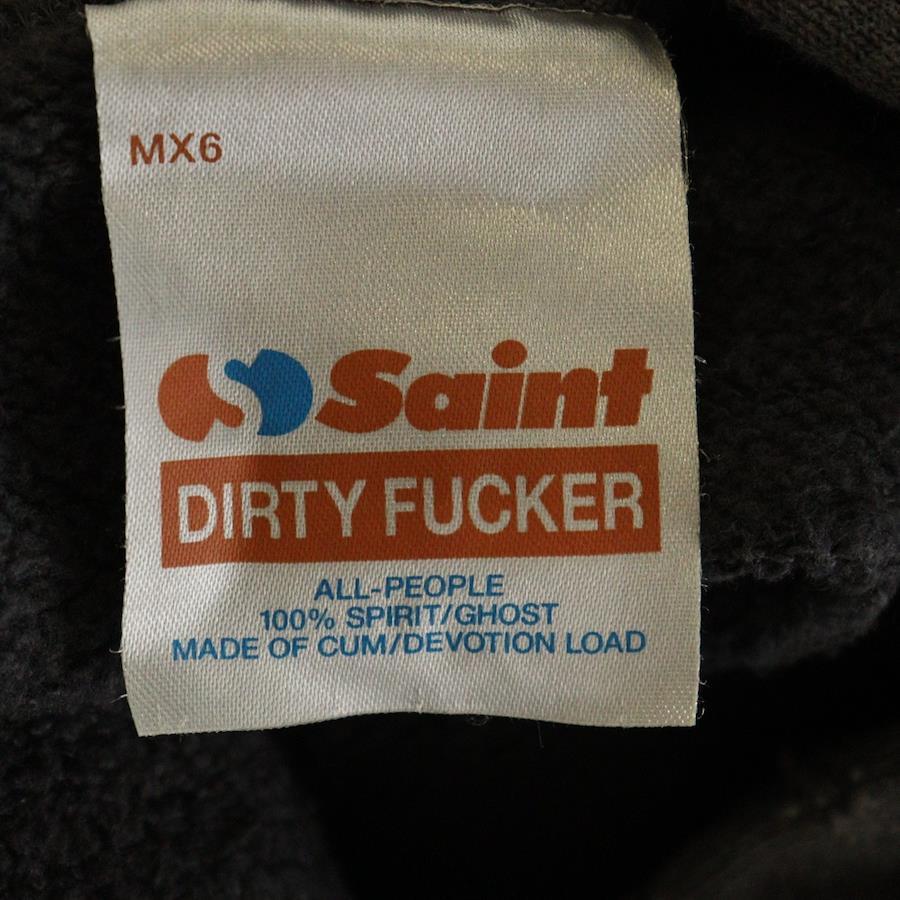 MX6
S Saint
DIRTY FUCKER
ALL-PEOPLE
100% SPIRIT/GHOST
MADE OF CUM/DEVOTION LOAD